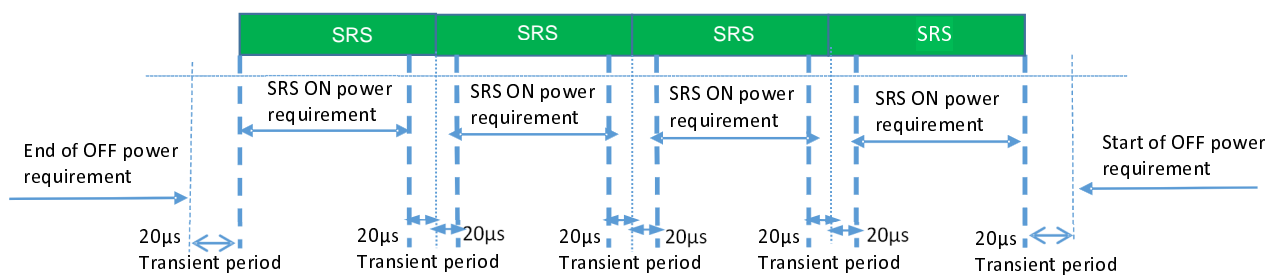 SRS SRS SRS SRS
SRS ON power
requirement
SRS ON power
requirement
SRS ON power
requirement
SRS ON power
requirement
End of OFF power
requirement
Start of OFF power
requirement
20µs
Transient period
20µs 20µs
Transient period
20µs 20µs
Transient period
20µs 20µs
Transient period
20µs
Transient period